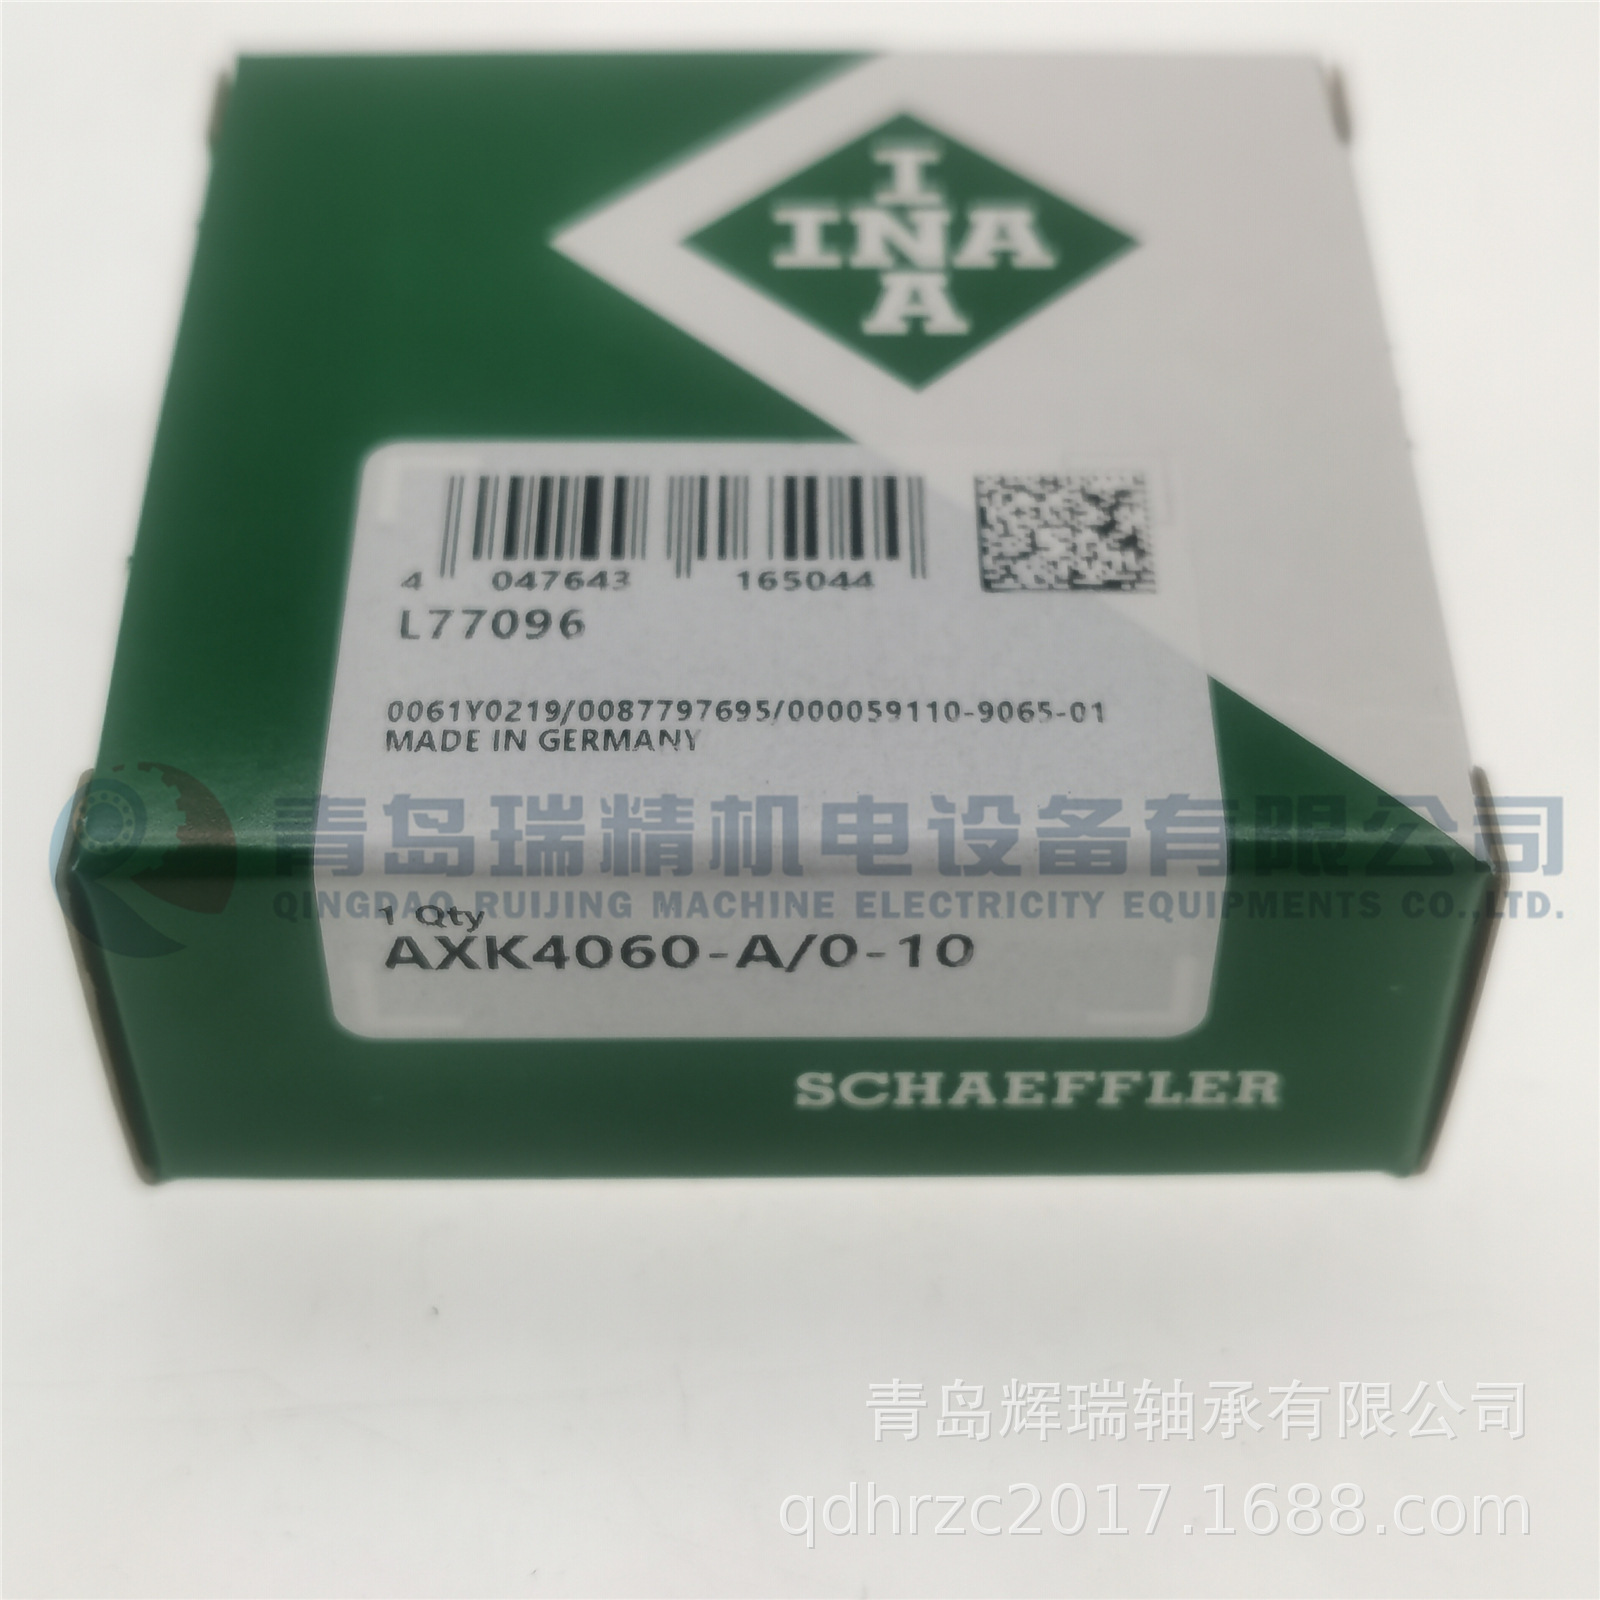 I
INA
A
4 047643 165044
L77096
0061Y0219/0087797695/000059110-9065-01
MADE IN GERMANY
青岛瑞精机电设备有限公司
QINGDAO RUIJING MACHINE ELECTRICITY EQUIPMENTS CO.,LTD.
1 Qty
AXK4060-A/0-10
SCHAEFFLER
青岛辉瑞轴承有限公司
qdhrzc2017.1688.com